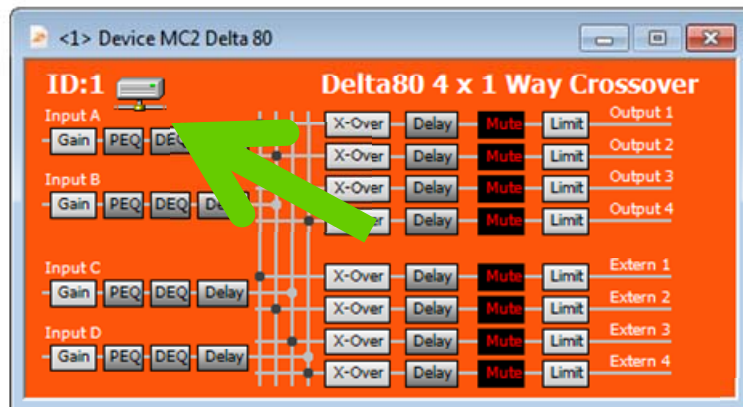 <1> Device MC2 Delta 80
ID:1 Delta80 4 x 1 Way Crossover
Input A
Gain PEQ
X-Over Delay Mute Limit Output 1
X-Over Delay Mute Limit Output 2
Input B
Gain PEQ DEQ
X-Over Delay Mute Limit Output 3
Delay Mute Limit Output 4
Input C
Gain PEQ DEQ Delay
X-Over Delay Mute Limit Extern 1
X-Over Delay Mute Limit Extern 2
Input D
Gain PEQ DEQ Delay
X-Over Delay Mute Limit Extern 3
X-Over Delay Mute Limit Extern 4